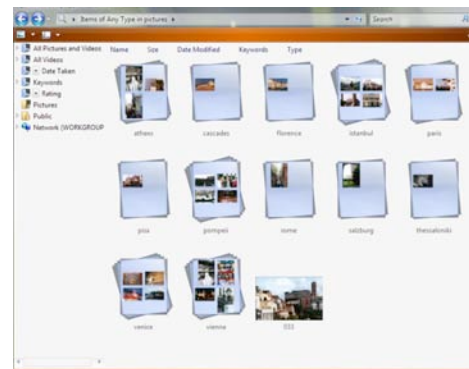 Items of Any Type in pictures
Search
All Pictures and Videos
All Videos
Date Taken
Keywords
Rating
Pictures
Public
Network (WORKGROUP
Name Size Date Modified Keywords Type
athens cascades florence istanbul paris
pisa pompeii rome salzburg thessaloniki
venice vienna 033